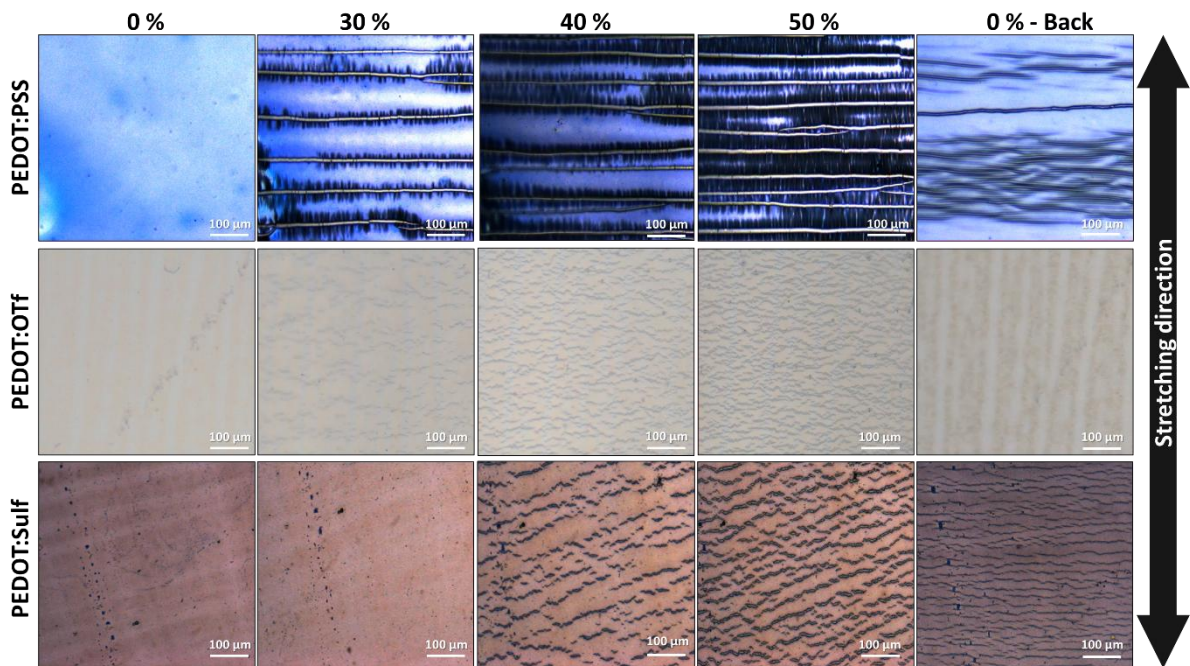 0 %
30 %
40 %
50 %
0 % - Back
PEDOT:PSS
100 µm
100 µm
100 µm
100 µm
100 µm
PEDOT:OTf
100 µm
100 µm
100 µm
100 µm
100 µm
PEDOT:Sulf
100 µm
100 µm
100 µm
100 µm
100 µm
Stretching direction